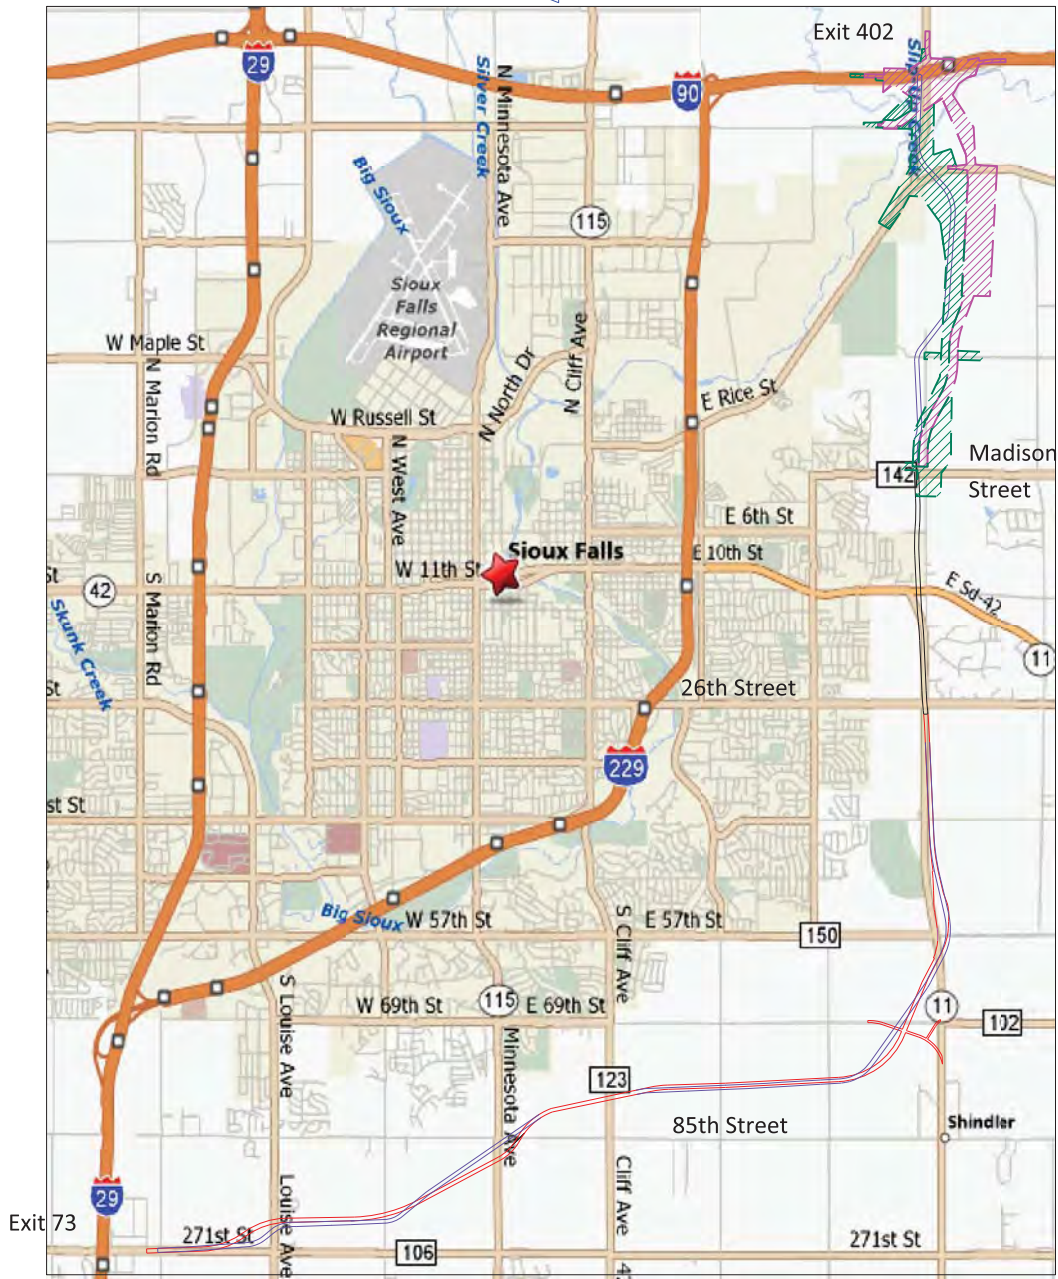 Exit 402
29
90
Silver Creek
N Minnesota Ave
Slip-Up Creek
Big Sioux
115
Sioux
Falls
Regional
Airport
W Maple St
N Marion Rd
N Cliff Ave
N North Dr
E Rice St
W Russell St
N West Ave
142
Madison
Street
E 6th St
Sioux Falls
E 10th St
W 11th St
St
42
S Marion Rd
Skunk Creek
E Sd-42
11
St
26th Street
229
st St
Big Sioux
W 57th St
S Cliff Ave
E 57th St
150
S Louise Ave
W 69th St
115
E 69th St
11
102
Minnesota Ave
123
85th Street
Shindler
Cliff Ave
29
Louise Ave
Exit 73
271st St
106
271st St